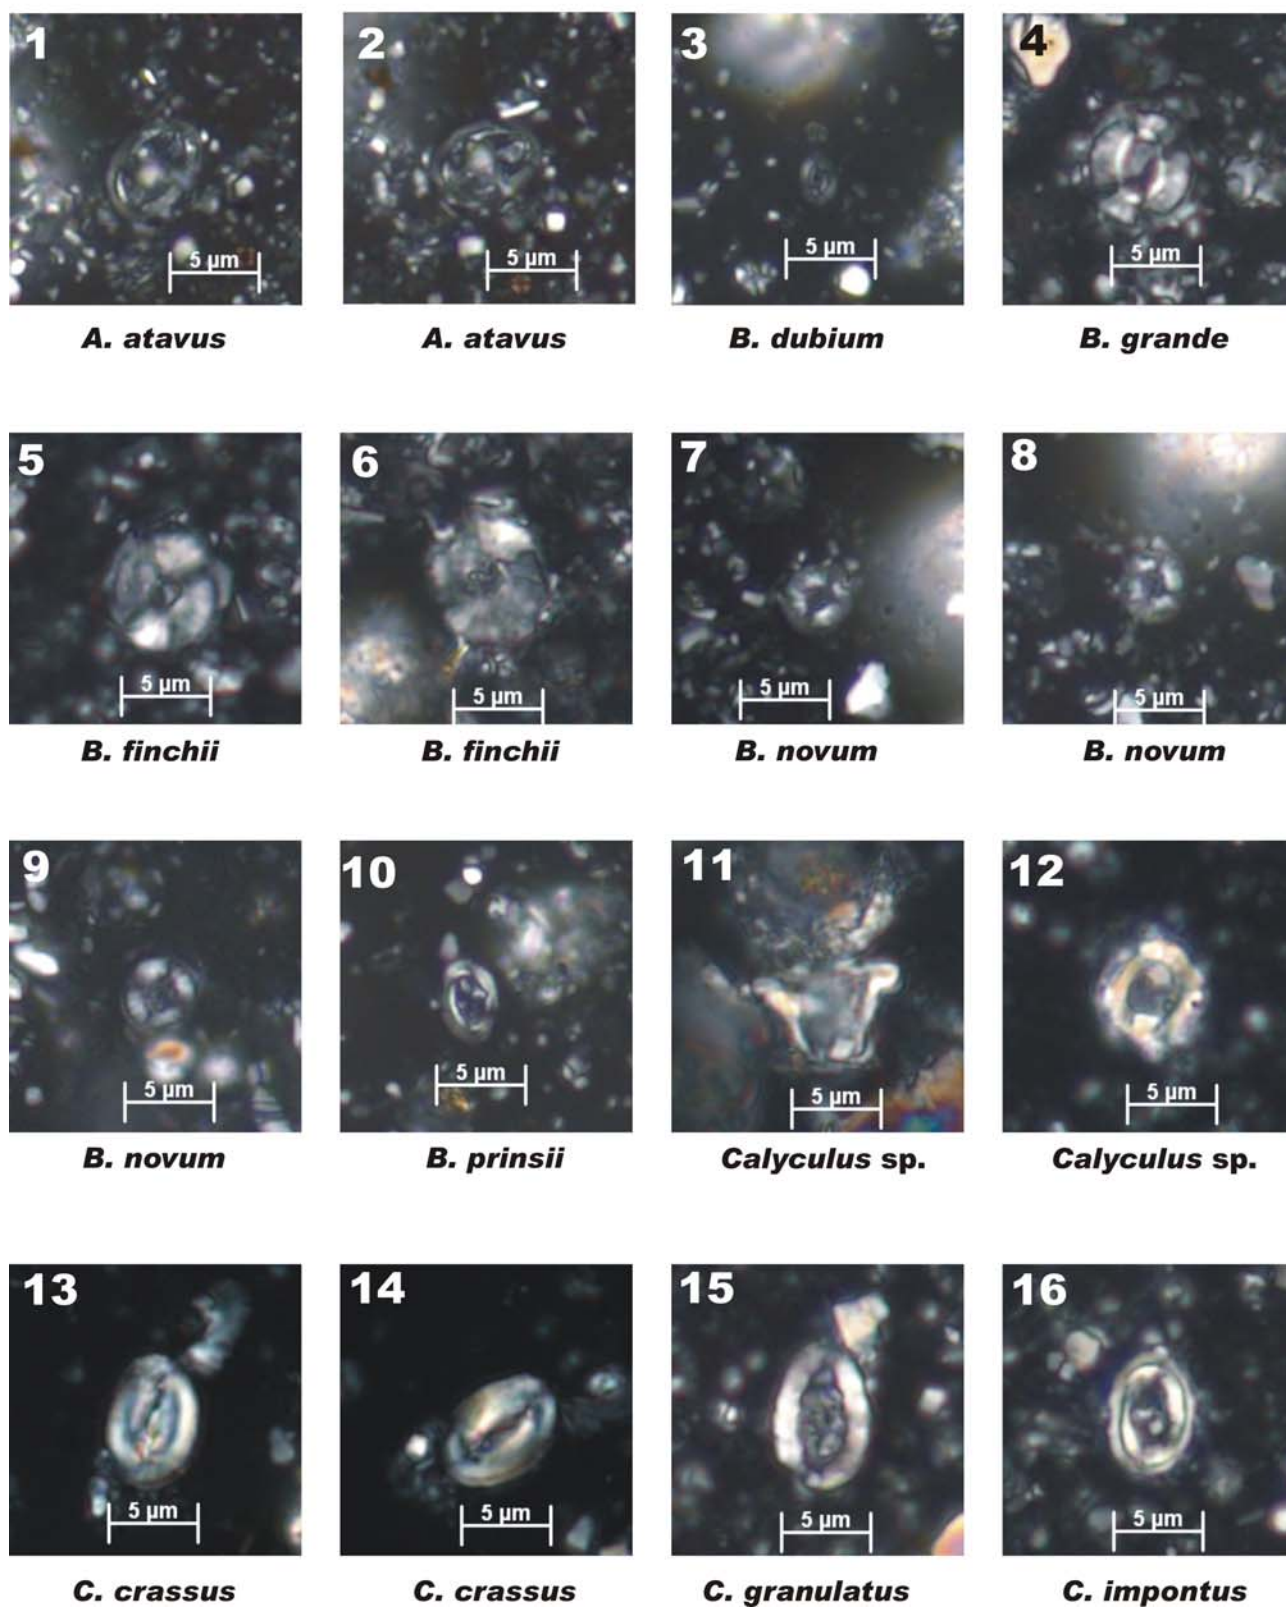 1 2 3 4
5 µm 5 µm 5 µm 5 µm
A. atavus A. atavus B. dubium B. grande
5 6 7 8
5 µm 5 µm 5 µm 5 µm
B. finchii B. finchii B. novum B. novum
9 10 11 12
5 µm 5 µm 5 µm 5 µm
B. novum B. prinsii Calyculus sp. Calyculus sp.
13 14 15 16
5 µm 5 µm 5 µm 5 µm
C. crassus C. crassus C. granulatus C. impontus